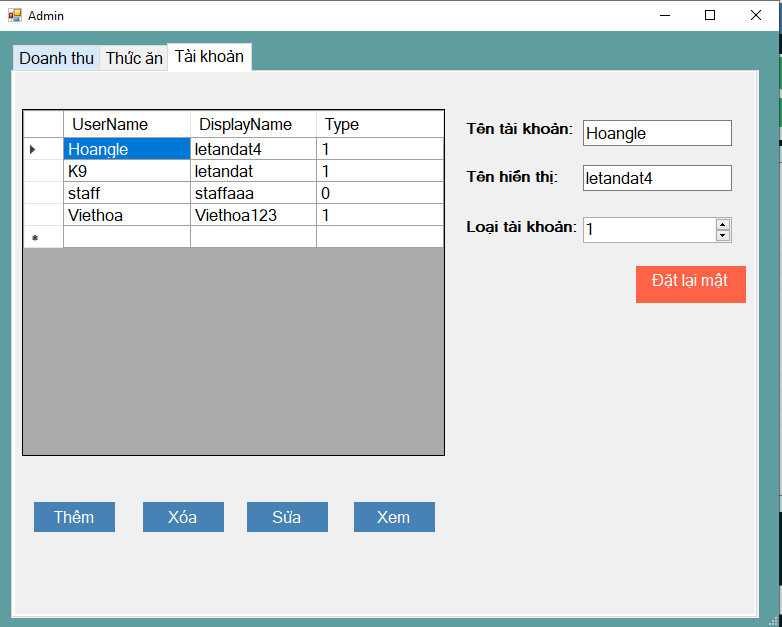 Admin
Doanh thu Thức ăn Tài khoản
UserName DisplayName Type
Hoangle letandat4 1
K9 letandat 1
staff staffaaa 0
Viethoa Viethoa123 1
Tên tài khoản: Hoangle
Tên hiển thị: letandat4
Loại tài khoản: 1
Đặt lại mật
Thêm Xóa Sửa Xem